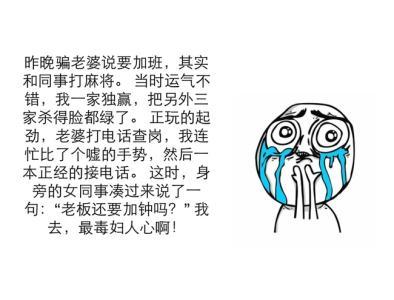 昨晚骗老婆说要加班，其实
和同事打麻将。 当时运气不
错，我一家独赢，把另外三
家杀得脸都绿了。 正玩的起
劲，老婆打电话查岗，我连
忙比了个嘘的手势，然后一
本正经的接电话。 这时，身
旁的女同事凑过来说了一
句：“老板还要加钟吗？” 我
去，最毒妇人心啊！